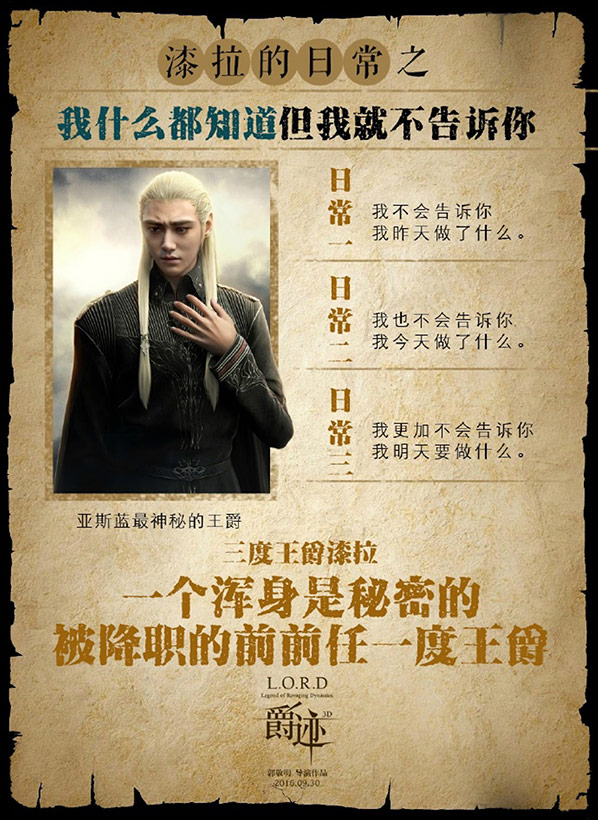 漆拉的日常之
我什么都知道但我就不告诉你
日常一
我不会告诉你
我昨天做了什么。
日常二
我也不会告诉你
我今天做了什么。
日常三
我更加不会告诉你
我明天要做什么。
亚斯蓝最神秘的王爵
三度王爵漆拉
一个浑身是秘密的
被降职的前前任一度王爵
L.O.R.D
Legend of Ravaging Dynasties
爵迹 3D
郭敬明 导演作品
2016.09.30